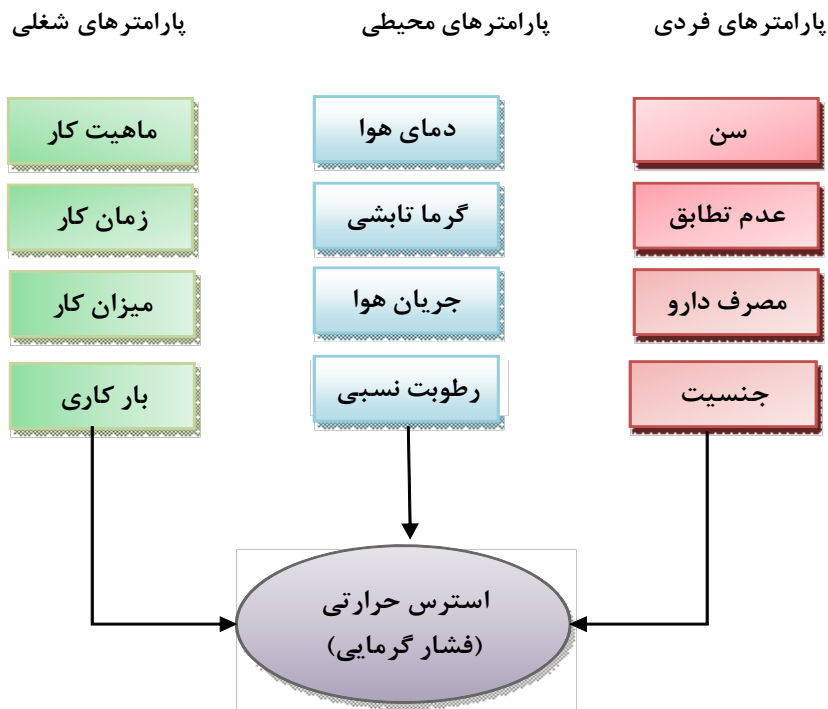 پارامترهای فردی
سن
عدم تطابق
مصرف دارو
جنسیت
پارامترهای محیطی
دمای هوا
گرما تابشی
جریان هوا
رطوبت نسبی
پارامترهای شغلی
ماهیت کار
زمان کار
میزان کار
بار کاری
استرس حرارتی
(فشار گرمایی)